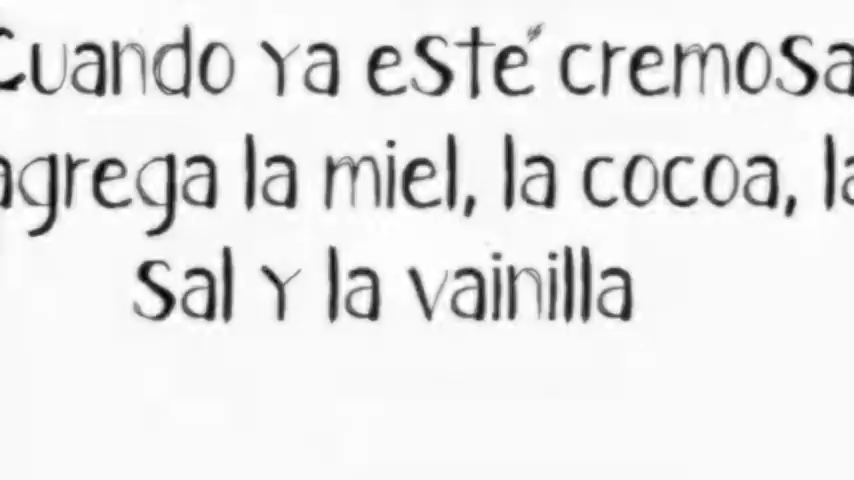 Cuando ya esté cremosa
agrega la miel, la cocoa, la
sal y la vainilla